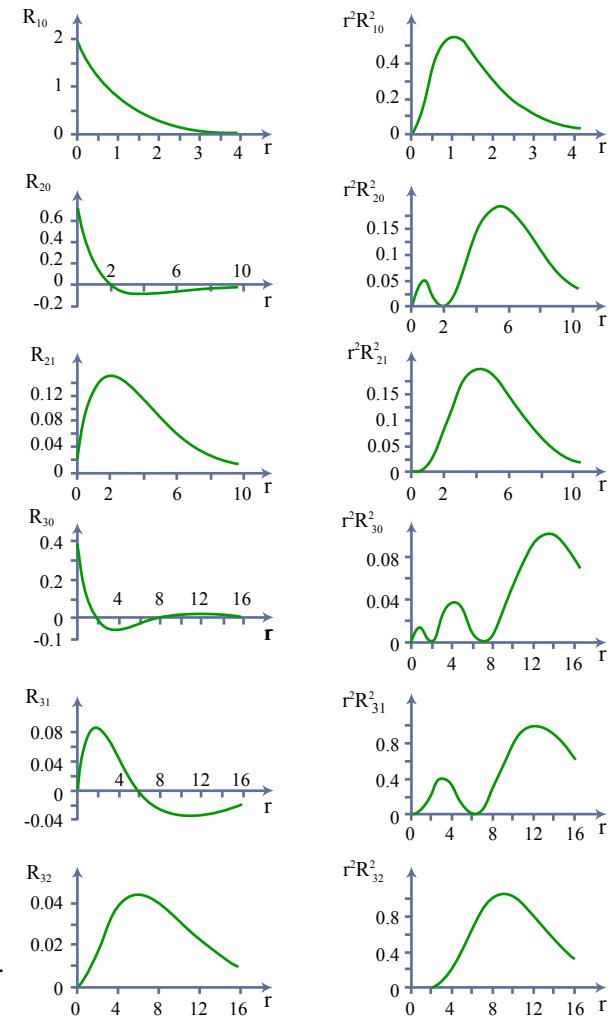 R₁₀
2
1
0
0 1 2 3 4 r
r²R²₁₀
0.4
0.2
0
0 1 2 3 4 r
R₂₀
0.6
0.4
0.2
0
-0.2
2 6 10
r
r²R²₂₀
0.15
0.1
0.05
0
0 2 6 10 r
R₂₁
0.12
0.08
0.04
0
0 2 6 10 r
r²R²₂₁
0.15
0.1
0.05
0
0 2 6 10 r
R₃₀
0.4
0.2
0
-0.1
4 8 12 16
r
r²R²₃₀
0.08
0.04
0
0 4 8 12 16 r
R₃₁
0.08
0.04
0
-0.04
4 8 12 16
r
r²R²₃₁
0.8
0.4
0
0 4 8 12 16 r
R₃₂
0.04
0.02
0
0 4 8 12 16 r
r²R²₃₂
0.8
0.4
0
0 4 8 12 16 r
.